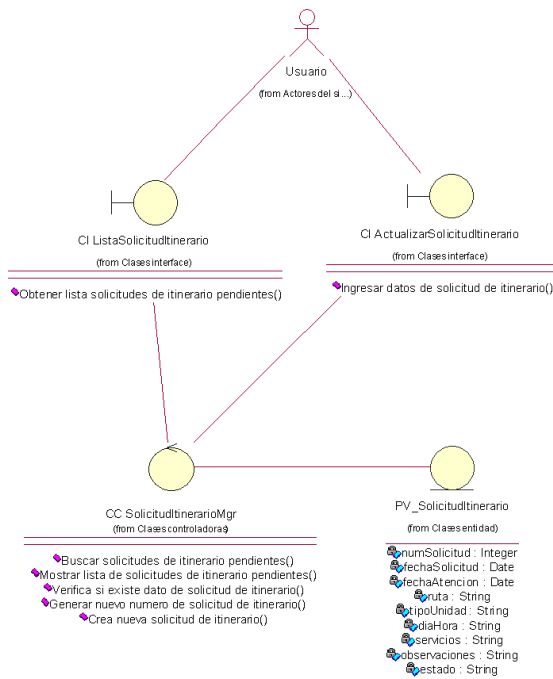 Usuario
(from Actores del si...)
CI ListaSolicitudItinerario
(from Clases interface)
Obtener lista solicitudes de itinerario pendientes()
CI ActualizarSolicitudItinerario
(from Clases interface)
Ingresar datos de solicitud de itinerario()
CC SolicitudItinerarioMgr
(from Clases controladoras)
Buscar solicitudes de itinerario pendientes()
Mostrar lista de solicitudes de itinerario pendientes()
Verifica si existe dato de solicitud de itinerario()
Generar nuevo numero de solicitud de itinerario()
Crea nueva solicitud de itinerario()
PV_SolicitudItinerario
(from Clases entidad)
numSolicitud : Integer
fechaSolicitud : Date
fechaAtencion : Date
ruta : String
tipoUnidad : String
diaHora : String
servicios : String
observaciones : String
estado : String